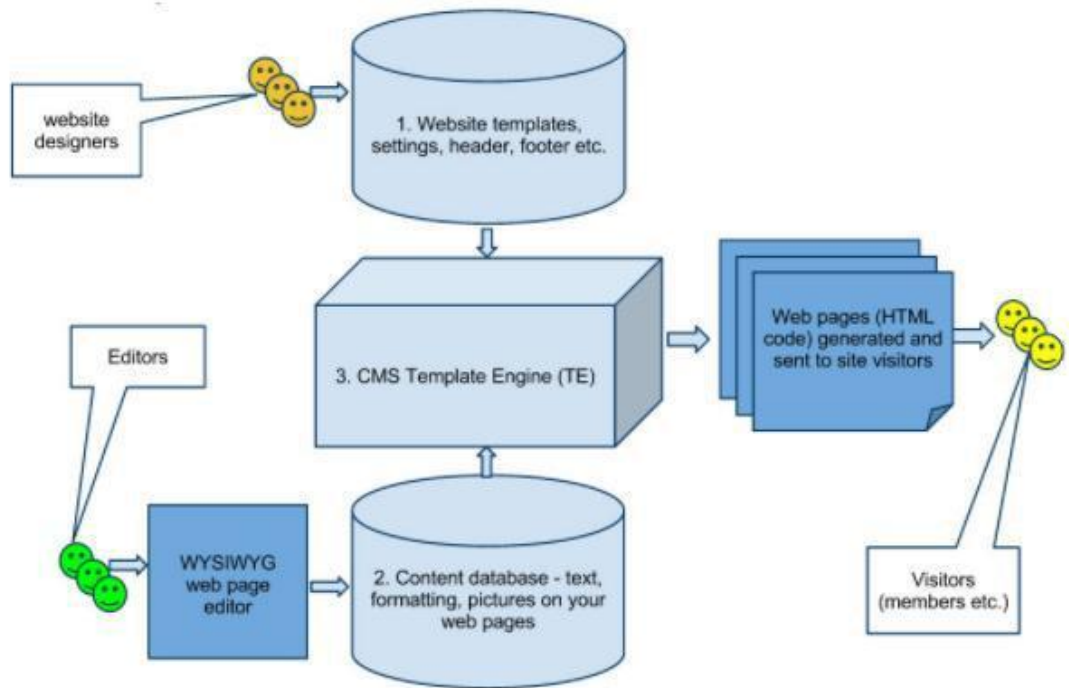 website
designers
1. Website templates,
settings, header, footer etc.
Web pages (HTML
code) generated and
sent to site visitors
Editors
3. CMS Template Engine (TE)
WYSIWYG
web page
editor
2. Content database - text,
formatting, pictures on your
web pages
Visitors
(members etc.)